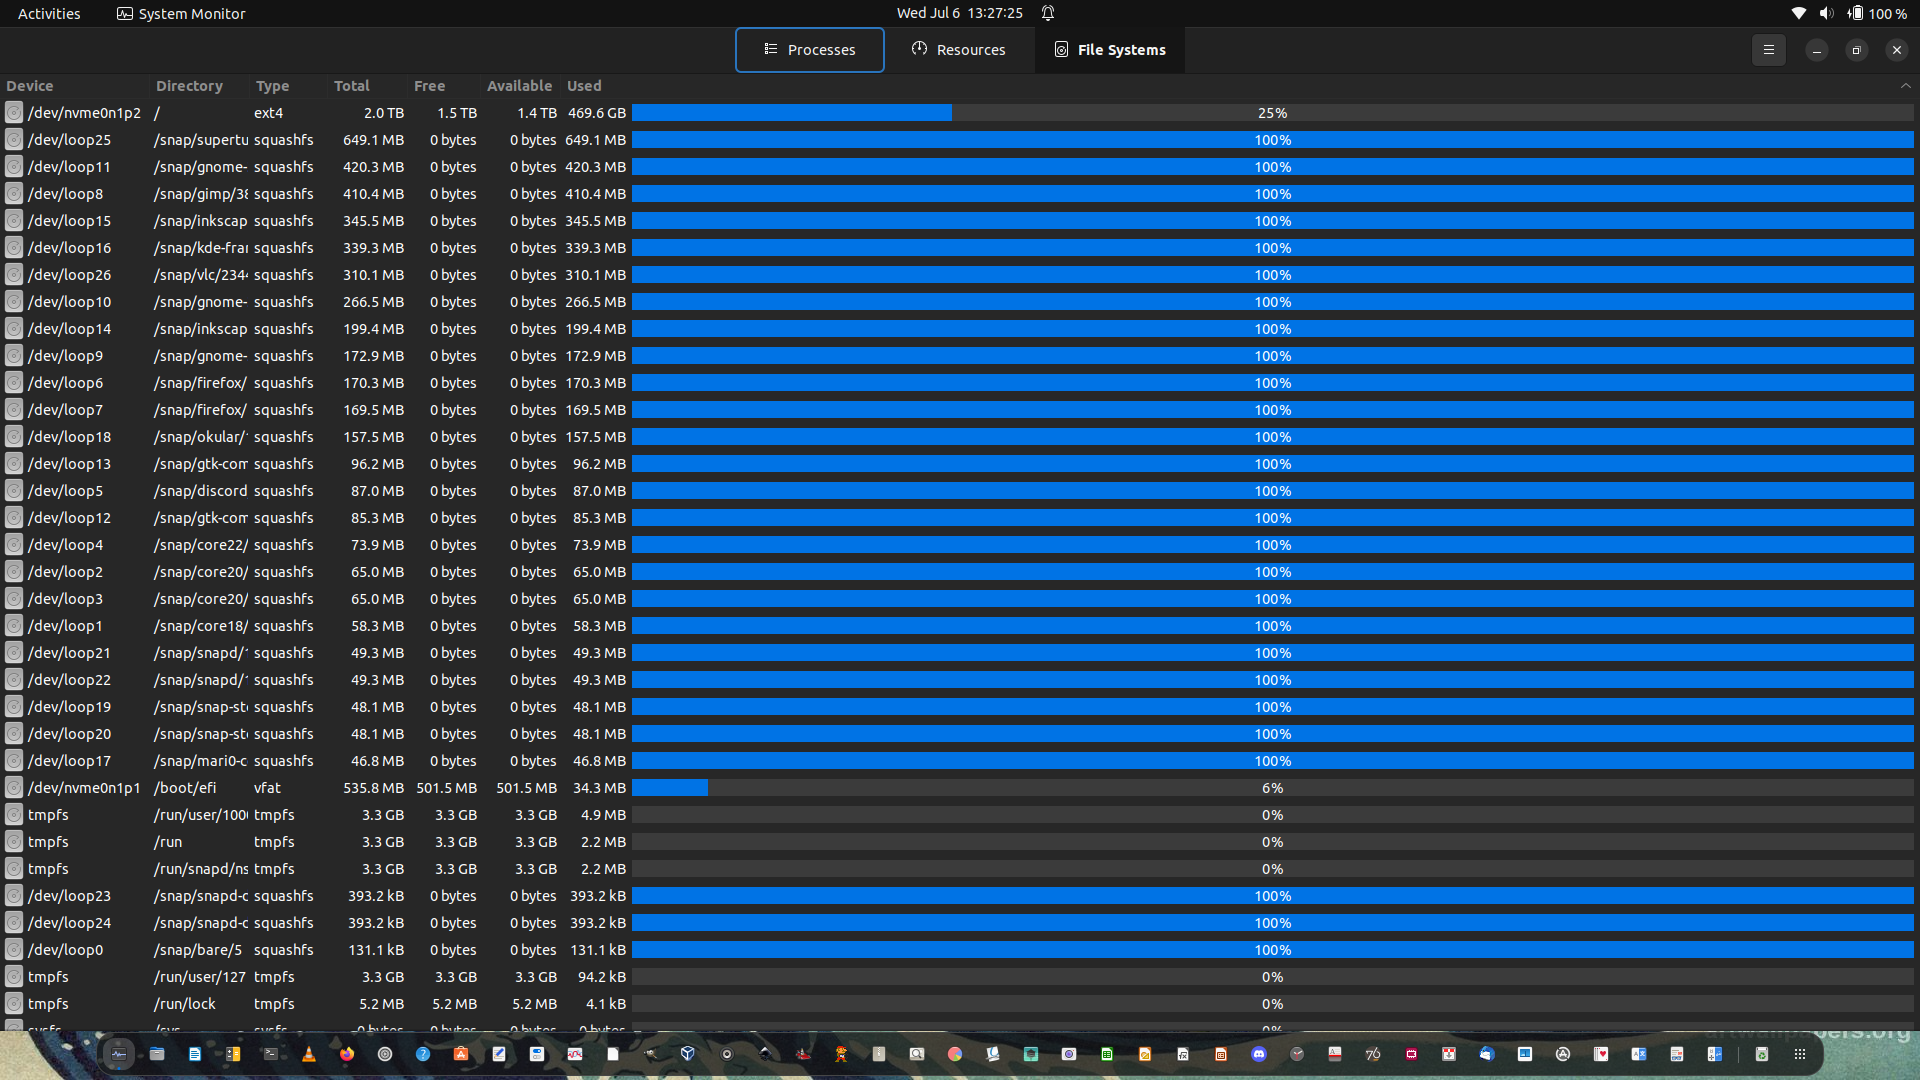 Activities System Monitor Wed Jul 6 13:27:25 100 %
Processes Resources File Systems
Device Directory Type Total Free Available Used
/dev/nvme0n1p2 / ext4 2.0 TB 1.5 TB 1.4 TB 469.6 GB 25%
/dev/loop25 /snap/supertu squashfs 649.1 MB 0 bytes 0 bytes 649.1 MB 100%
/dev/loop11 /snap/gnome- squashfs 420.3 MB 0 bytes 0 bytes 420.3 MB 100%
/dev/loop8 /snap/gimp/38 squashfs 410.4 MB 0 bytes 0 bytes 410.4 MB 100%
/dev/loop15 /snap/inkscap squashfs 345.5 MB 0 bytes 0 bytes 345.5 MB 100%
/dev/loop16 /snap/kde-fra squashfs 339.3 MB 0 bytes 0 bytes 339.3 MB 100%
/dev/loop26 /snap/vlc/234 squashfs 310.1 MB 0 bytes 0 bytes 310.1 MB 100%
/dev/loop10 /snap/gnome- squashfs 266.5 MB 0 bytes 0 bytes 266.5 MB 100%
/dev/loop14 /snap/inkscap squashfs 199.4 MB 0 bytes 0 bytes 199.4 MB 100%
/dev/loop9 /snap/gnome- squashfs 172.9 MB 0 bytes 0 bytes 172.9 MB 100%
/dev/loop6 /snap/firefox/ squashfs 170.3 MB 0 bytes 0 bytes 170.3 MB 100%
/dev/loop7 /snap/firefox/ squashfs 169.5 MB 0 bytes 0 bytes 169.5 MB 100%
/dev/loop18 /snap/okular/ squashfs 157.5 MB 0 bytes 0 bytes 157.5 MB 100%
/dev/loop13 /snap/gtk-com squashfs 96.2 MB 0 bytes 0 bytes 96.2 MB 100%
/dev/loop5 /snap/discord squashfs 87.0 MB 0 bytes 0 bytes 87.0 MB 100%
/dev/loop12 /snap/gtk-com squashfs 85.3 MB 0 bytes 0 bytes 85.3 MB 100%
/dev/loop4 /snap/core22/ squashfs 73.9 MB 0 bytes 0 bytes 73.9 MB 100%
/dev/loop2 /snap/core20/ squashfs 65.0 MB 0 bytes 0 bytes 65.0 MB 100%
/dev/loop3 /snap/core20/ squashfs 65.0 MB 0 bytes 0 bytes 65.0 MB 100%
/dev/loop1 /snap/core18/ squashfs 58.3 MB 0 bytes 0 bytes 58.3 MB 100%
/dev/loop21 /snap/snapd/ squashfs 49.3 MB 0 bytes 0 bytes 49.3 MB 100%
/dev/loop22 /snap/snapd/ squashfs 49.3 MB 0 bytes 0 bytes 49.3 MB 100%
/dev/loop19 /snap/snap-st squashfs 48.1 MB 0 bytes 0 bytes 48.1 MB 100%
/dev/loop20 /snap/snap-st squashfs 48.1 MB 0 bytes 0 bytes 48.1 MB 100%
/dev/loop17 /snap/mari0-c squashfs 46.8 MB 0 bytes 0 bytes 46.8 MB 100%
/dev/nvme0n1p1 /boot/efi vfat 535.8 MB 501.5 MB 501.5 MB 34.3 MB 6%
tmpfs /run/user/100 tmpfs 3.3 GB 3.3 GB 3.3 GB 4.9 MB 0%
tmpfs /run tmpfs 3.3 GB 3.3 GB 3.3 GB 2.2 MB 0%
tmpfs /run/snapd/ns tmpfs 3.3 GB 3.3 GB 3.3 GB 2.2 MB 0%
/dev/loop23 /snap/snapd-c squashfs 393.2 kB 0 bytes 0 bytes 393.2 kB 100%
/dev/loop24 /snap/snapd-c squashfs 393.2 kB 0 bytes 0 bytes 393.2 kB 100%
/dev/loop0 /snap/bare/5 squashfs 131.1 kB 0 bytes 0 bytes 131.1 kB 100%
tmpfs /run/user/127 tmpfs 3.3 GB 3.3 GB 3.3 GB 94.2 kB 0%
tmpfs /run/lock tmpfs 5.2 MB 5.2 MB 5.2 MB 4.1 kB 0%
sysfs /sys sysfs 0 bytes 0 bytes 0 bytes 0 bytes 0%